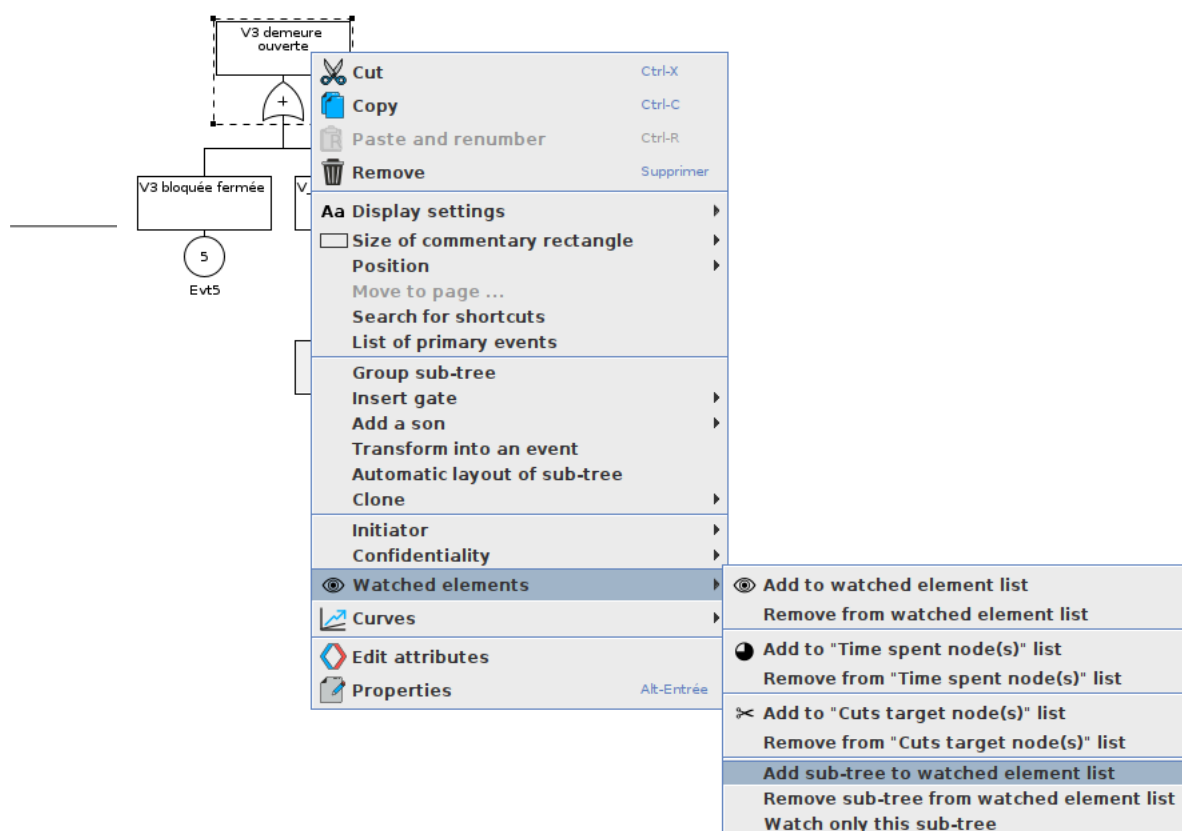 V3 demeure
ouverte
+
V3 bloquée fermée
V_
5
Evt5
Cut Ctrl-X
Copy Ctrl-C
Paste and renumber Ctrl-R
Remove Supprimer
Aa Display settings
Size of commentary rectangle
Position
Move to page ...
Search for shortcuts
List of primary events
Group sub-tree
Insert gate
Add a son
Transform into an event
Automatic layout of sub-tree
Clone
Initiator
Confidentiality
Watched elements
Curves
Edit attributes
Properties Alt-Entrée
Add to watched element list
Remove from watched element list
Add to "Time spent node(s)" list
Remove from "Time spent node(s)" list
Add to "Cuts target node(s)" list
Remove from "Cuts target node(s)" list
Add sub-tree to watched element list
Remove sub-tree from watched element list
Watch only this sub-tree